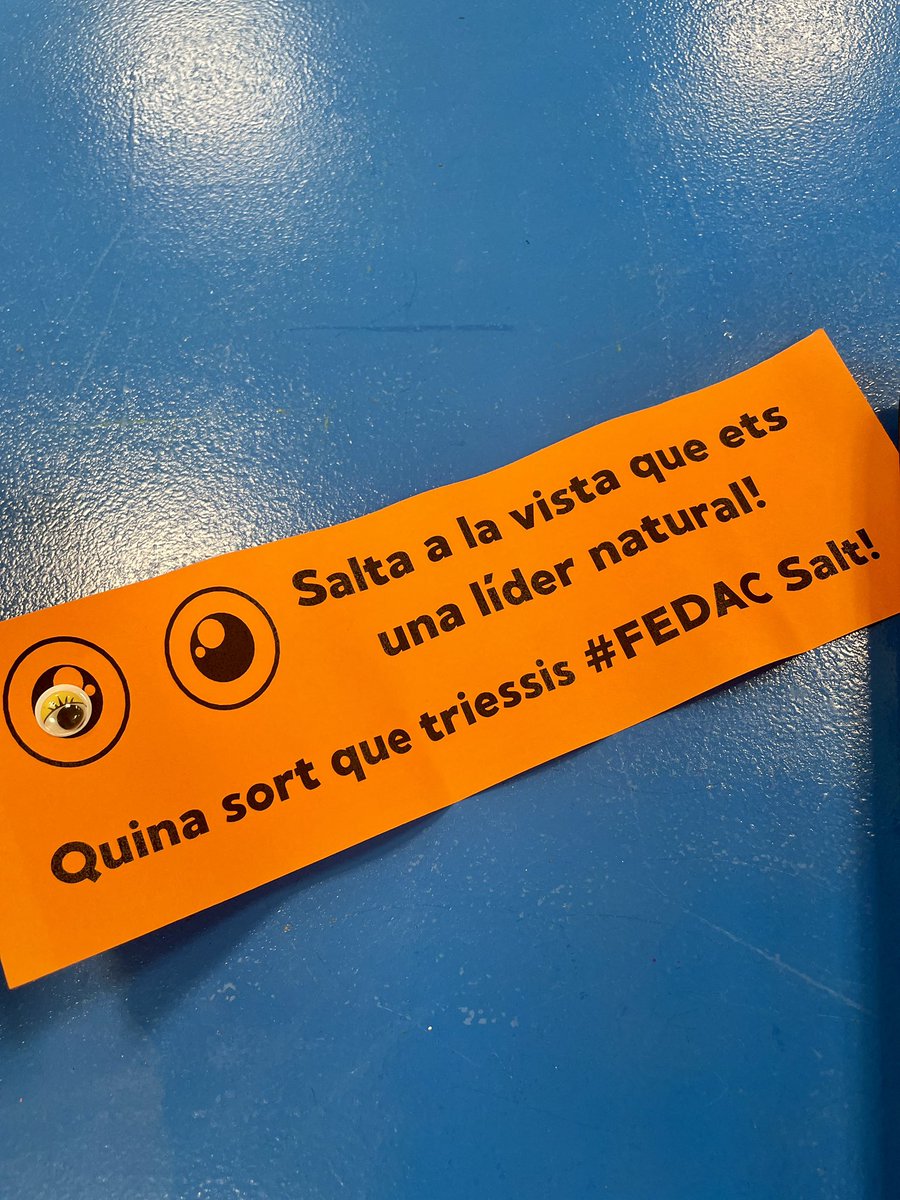 Salta a la vista que ets
una líder natural!
Quina sort que triessis #FEDAC Salt!